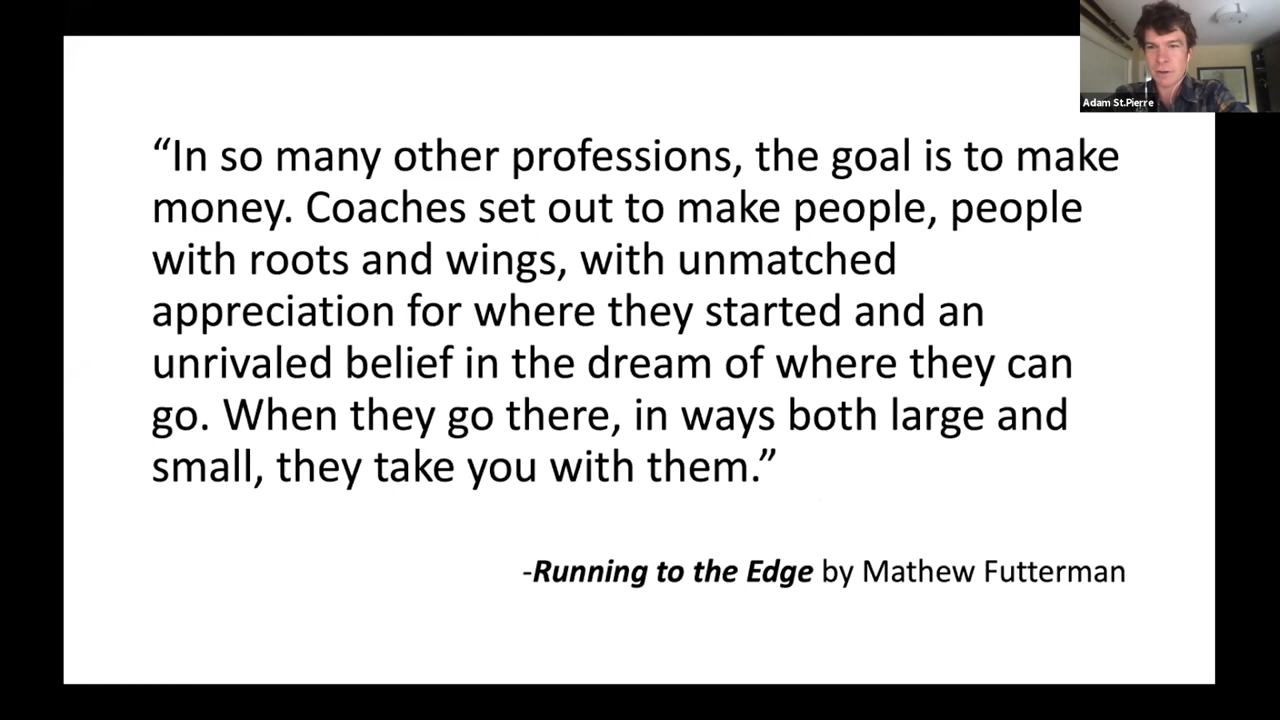 Adam St.Pierre
“In so many other professions, the goal is to make
money. Coaches set out to make people, people
with roots and wings, with unmatched
appreciation for where they started and an
unrivaled belief in the dream of where they can
go. When they go there, in ways both large and
small, they take you with them.”
-Running to the Edge by Mathew Futterman